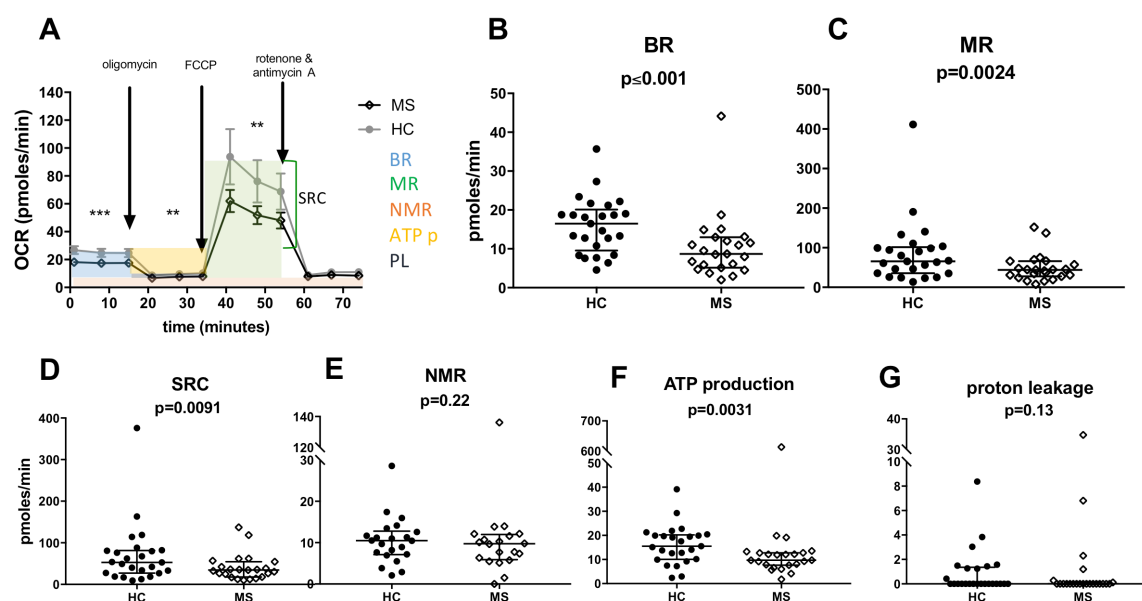 A
oligomycin
FCCP
rotenone &
antimycin A
OCR (pmoles/min)
140
120
100
80
60
40
20
0
***
**
**
SRC
0 10 20 30 40 50 60 70
time (minutes)
MS
HC
BR
MR
NMR
ATP p
PL
B
BR
p≤0.001
pmoles/min
50
40
30
20
10
0
HC MS
C
MR
p=0.0024
500
400
300
200
100
0
HC MS
D
SRC
p=0.0091
pmoles/min
400
300
200
100
0
HC MS
E
NMR
p=0.22
140
120
30
20
10
0
HC MS
F
ATP production
p=0.0031
700
600
50
40
30
20
10
0
HC MS
G
proton leakage
p=0.13
40
30
10
8
6
4
2
0
HC MS